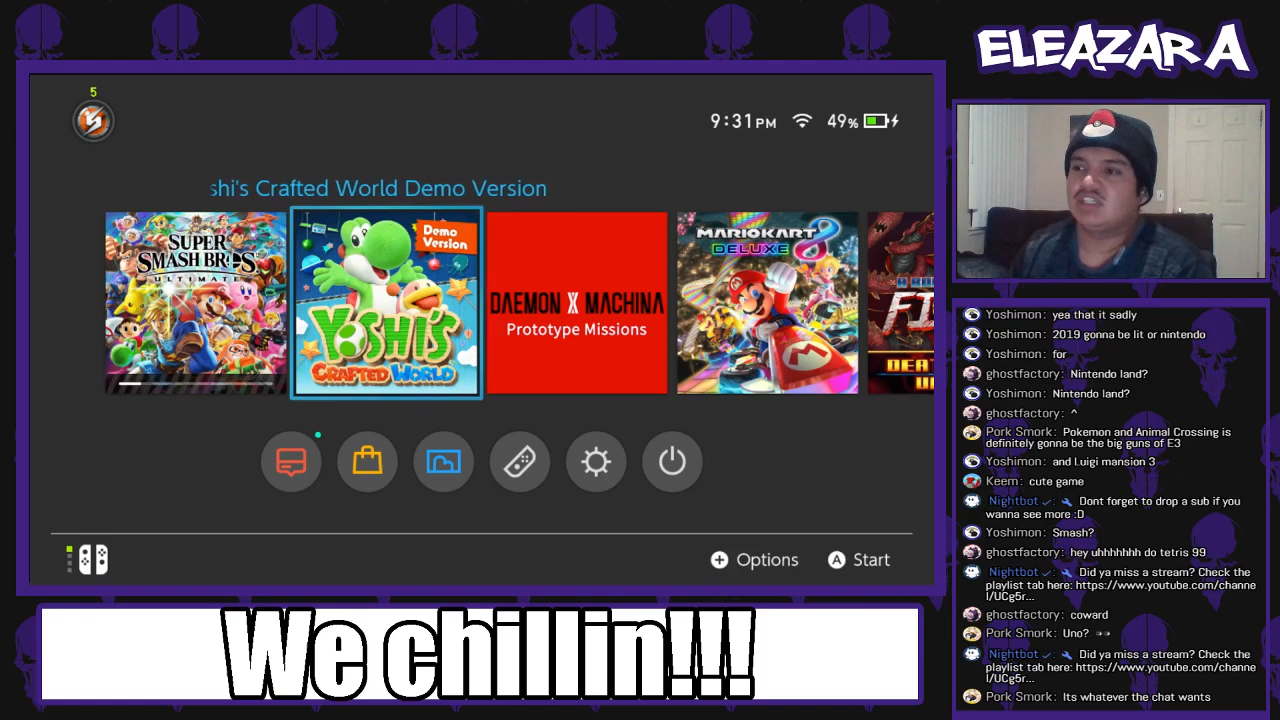 ELEAZAR A
5
9:31 PM 49%
shi's Crafted World Demo Version
SUPER
SMASH BROS.
ULTIMATE
Demo
Version
YOSHI'S
CRAFTED WORLD
DAEMON X MACHINA
Prototype Missions
MARIOKART 8
DELUXE
Options
Start
We chillin!!!
Yoshimon: yea that it sadly
Yoshimon: 2019 gonna be lit or nintendo
Yoshimon: for
ghostfactory: Nintendo land?
Yoshimon: Nintendo land?
ghostfactory: ^
Pork Smork: Pokemon and Animal Crossing is
definitely gonna be the big guns of E3
Yoshimon: and Luigi mansion 3
Keem: cute game
Nightbot: Dont forget to drop a sub if you
wanna see more :D
Yoshimon: Smash?
ghostfactory: hey uhhhhhhh do tetris 99
Nightbot: Did ya miss a stream? Check the
playlist tab here: https://www.youtube.com/channe
l/UCg5r...
ghostfactory: coward
Pork Smork: Uno? 👀
Nightbot: Did ya miss a stream? Check the
playlist tab here: https://www.youtube.com/channe
l/UCg5r...
Pork Smork: Its whatever the chat wants